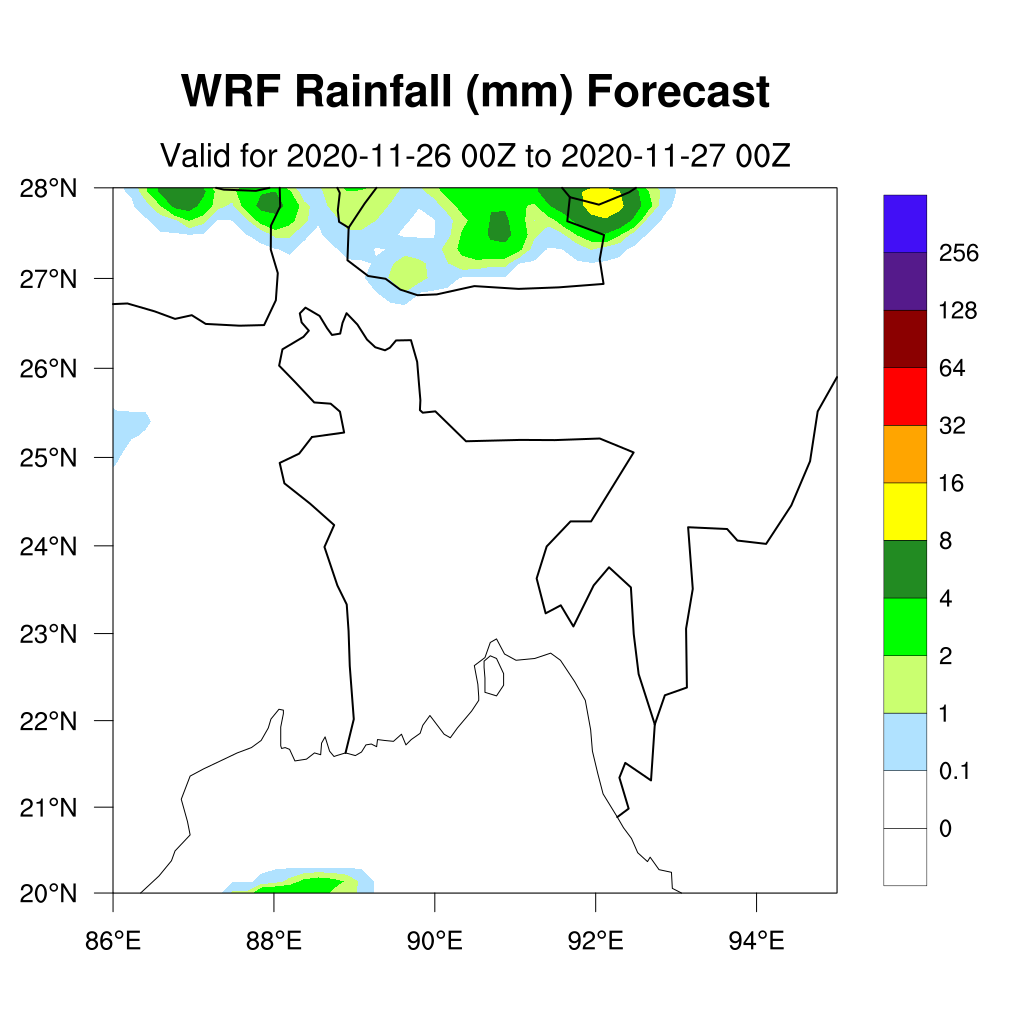 WRF Rainfall (mm) Forecast
Valid for 2020-11-26 00Z to 2020-11-27 00Z
28°N
27°N
26°N
25°N
24°N
23°N
22°N
21°N
20°N
86°E 88°E 90°E 92°E 94°E
256
128
64
32
16
8
4
2
1
0.1
0